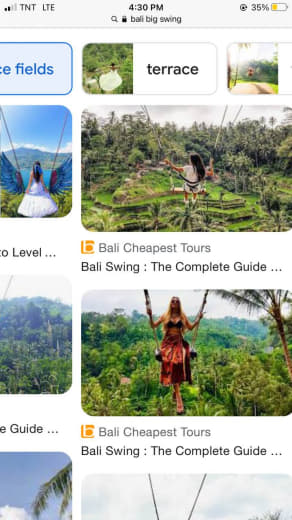 TNT LTE 4:30 PM 35%
bali big swing
ce fields
terrace
Bali Cheapest Tours
to Level ...
Bali Swing : The Complete Guide ...
e Guide ...
Bali Cheapest Tours
Bali Swing : The Complete Guide ...